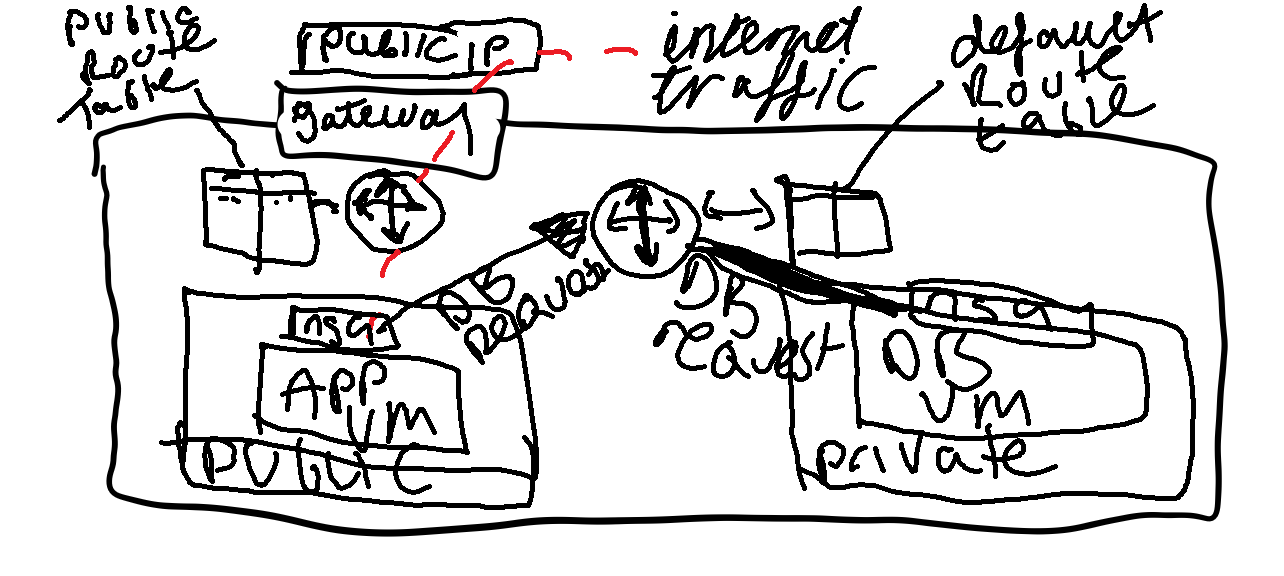 PUBLIC
ROUTE
Table
PUBLIC IP
gateway
internet
traffic
default
Route
table
DB
Request
DB
request
nsg
APP
VM
PUBLIC
nsg
DB
VM
private